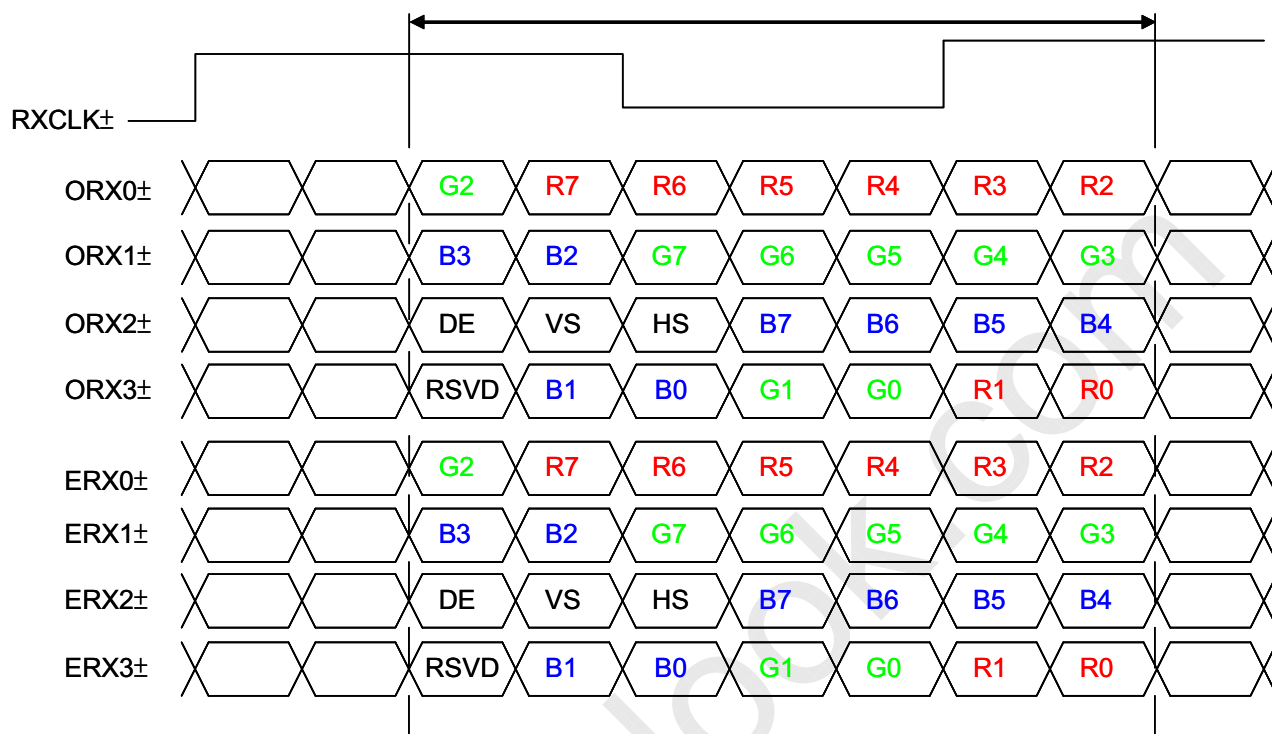 RXCLK±
ORX0± G2 R7 R6 R5 R4 R3 R2
ORX1± B3 B2 G7 G6 G5 G4 G3
ORX2± DE VS HS B7 B6 B5 B4
ORX3± RSVD B1 B0 G1 G0 R1 R0
ERX0± G2 R7 R6 R5 R4 R3 R2
ERX1± B3 B2 G7 G6 G5 G4 G3
ERX2± DE VS HS B7 B6 B5 B4
ERX3± RSVD B1 B0 G1 G0 R1 R0
look.com